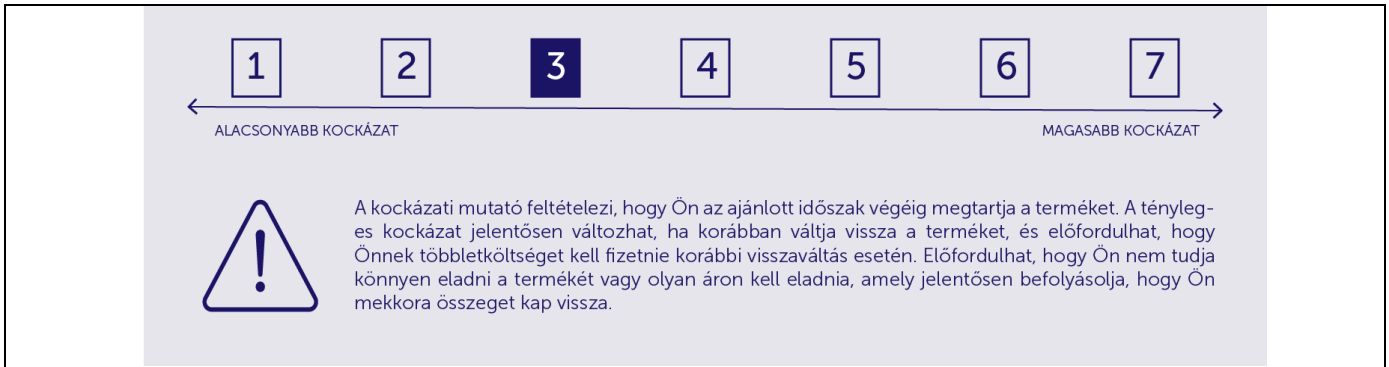 1 2 3 4 5 6 7
ALACSONYABB KOCKÁZAT MAGASABB KOCKÁZAT
A kockázati mutató feltételezi, hogy Ön az ajánlott időszak végéig megtartja a terméket. A tényleg-
es kockázat jelentősen változhat, ha korábban váltja vissza a terméket, és előfordulhat, hogy
Önnek többletköltséget kell fizetnie korábbi visszaváltás esetén. Előfordulhat, hogy Ön nem tudja
könnyen eladni a termékét vagy olyan áron kell eladnia, amely jelentősen befolyásolja, hogy Ön
mekkora összeget kap vissza.